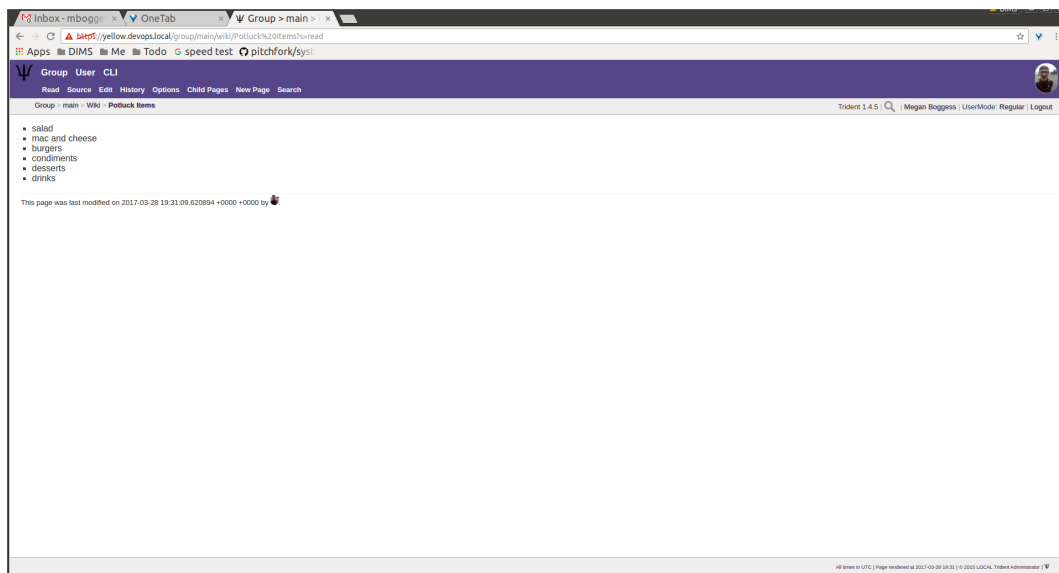 Inbox - mbogge
OneTab
Ψ Group > main >
https://yellow.devops.local/group/main/wiki/Potluck%20Items?s=read
Apps DIMS Me Todo speed test pitchfork/syst
Group User CLI
Read Source Edit History Options Child Pages New Page Search
Group > main > Wiki > Potluck Items
Trident 1.4.5 | | Megan Boggess | UserMode: Regular | Logout
▪ salad
▪ mac and cheese
▪ burgers
▪ condiments
▪ desserts
▪ drinks
This page was last modified on 2017-03-28 19:31:09.620894 +0000 +0000 by
All times in UTC | Page rendered at 2017-03-28 19:31 | © 2015 LOCAL Trident Administrator | Ψ